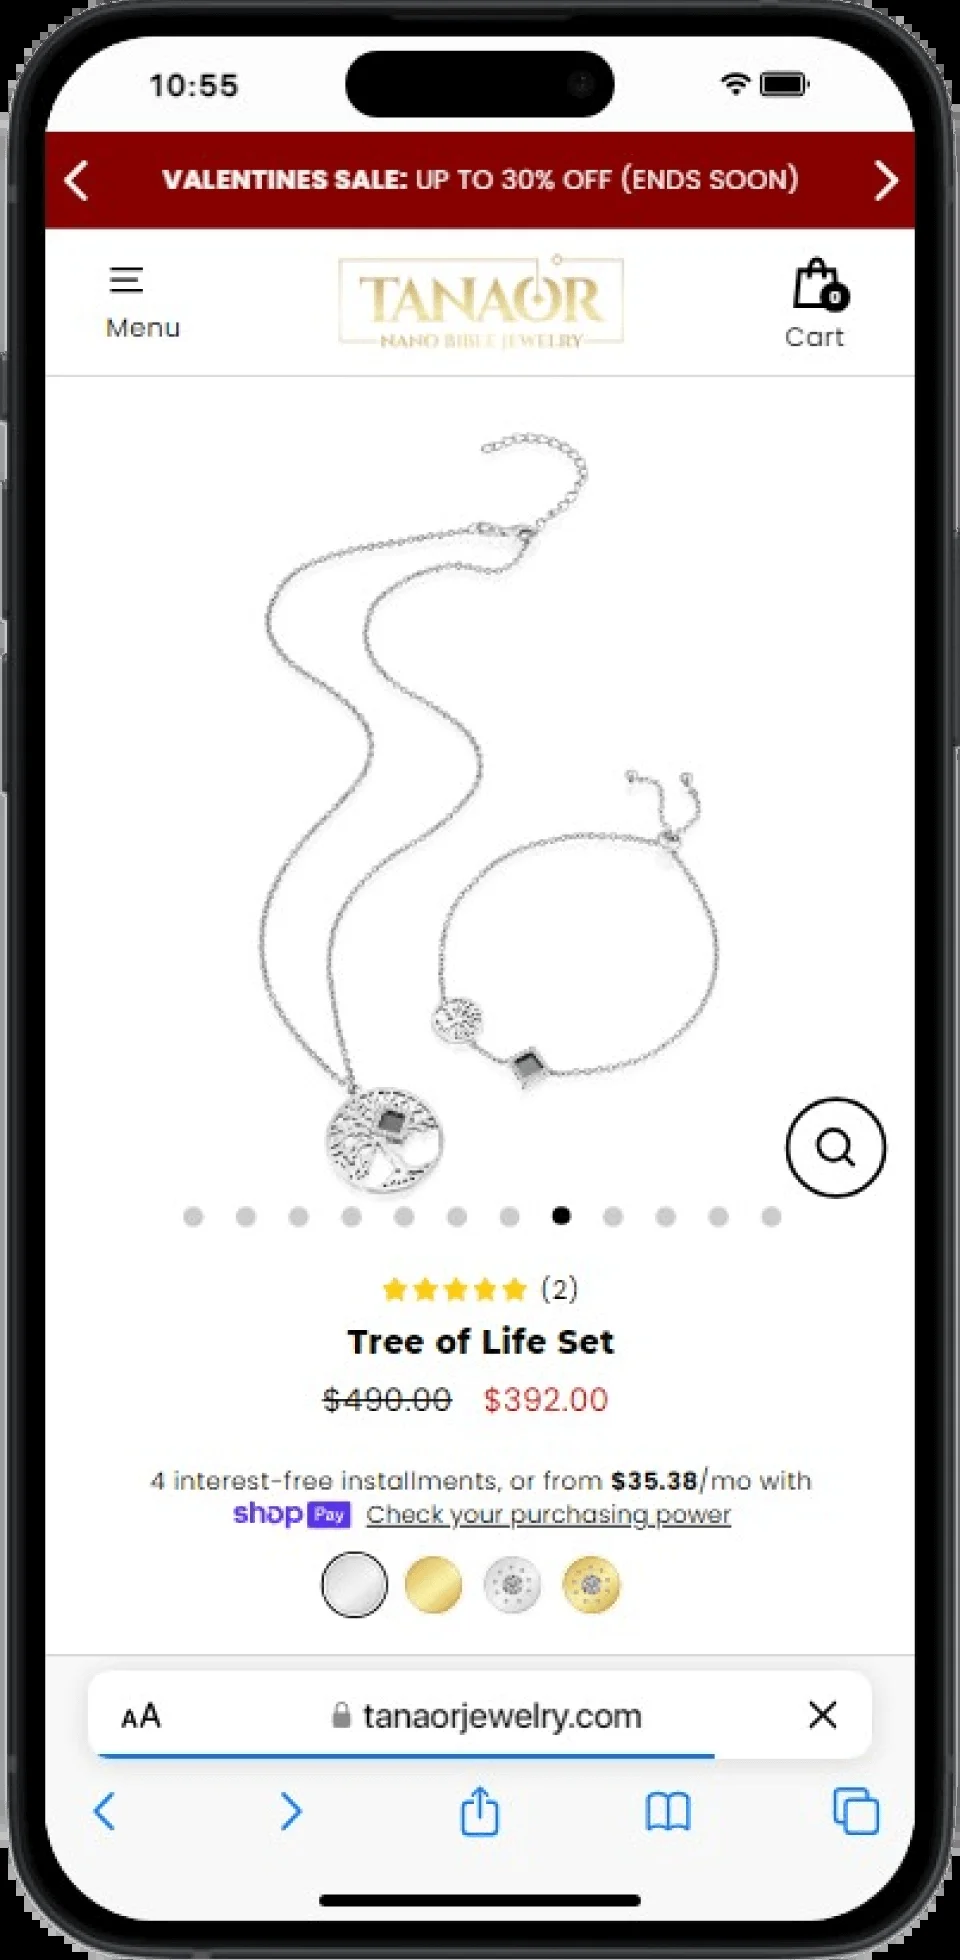 10:55
VALENTINES SALE: UP TO 30% OFF (ENDS SOON)
Menu
TANAOR
NANO BIBLE JEWELRY
0
Cart
(2)
Tree of Life Set
$490.00 $392.00
4 interest-free installments, or from $35.38/mo with
shop Pay Check your purchasing power
AA tanaorjewelry.com